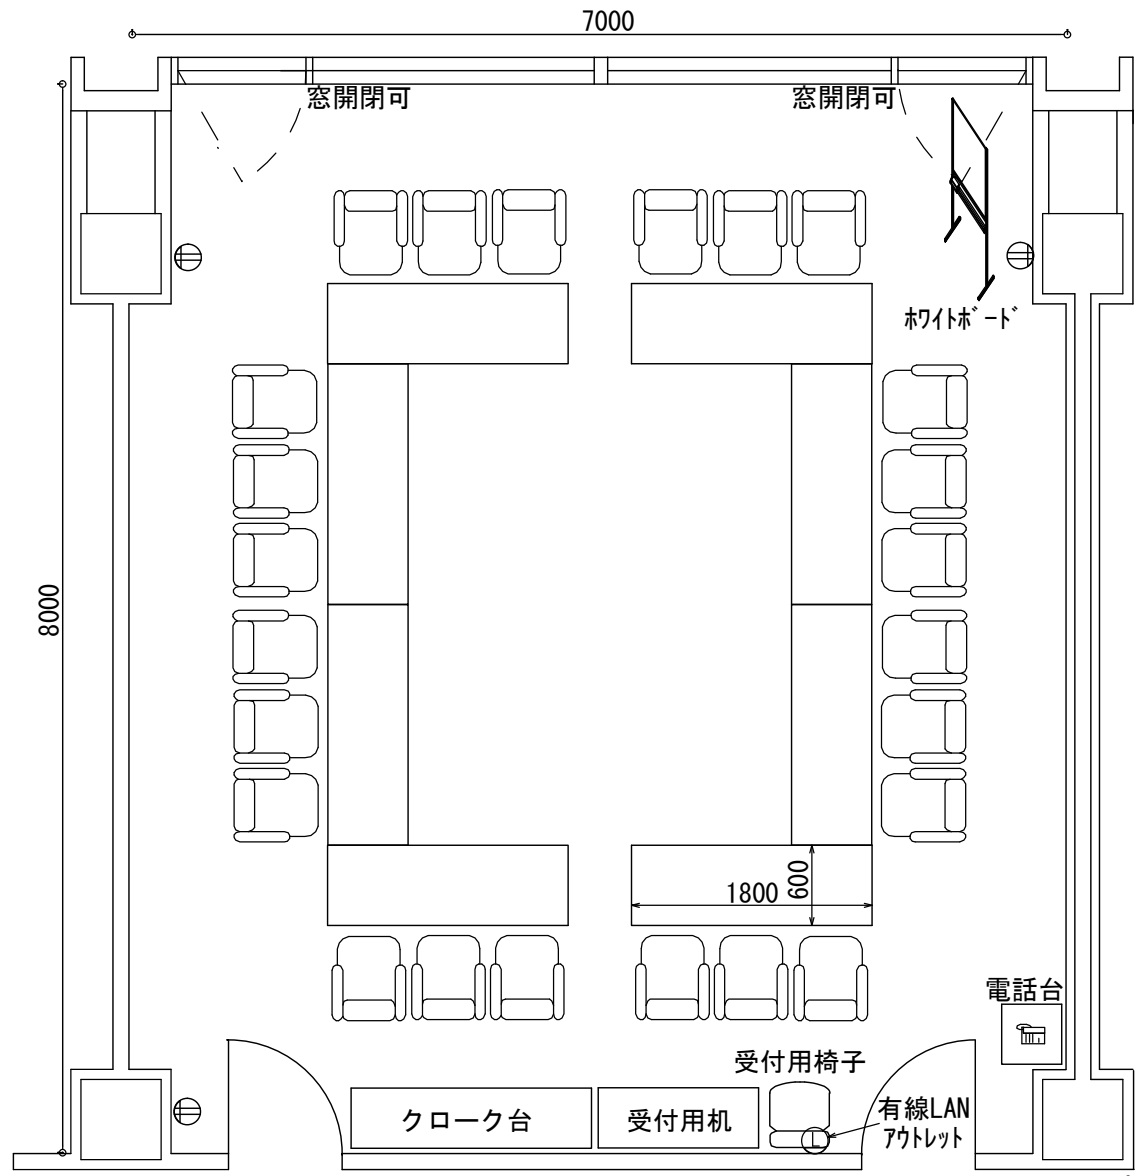 7000
窓開閉可
窓開閉可
ﾎﾜｲﾄﾎﾞｰﾄﾞ
8000
1800
600
電話台
受付用椅子
クローク台
受付用机
有線LAN
ｱｳﾄﾚｯﾄ
L